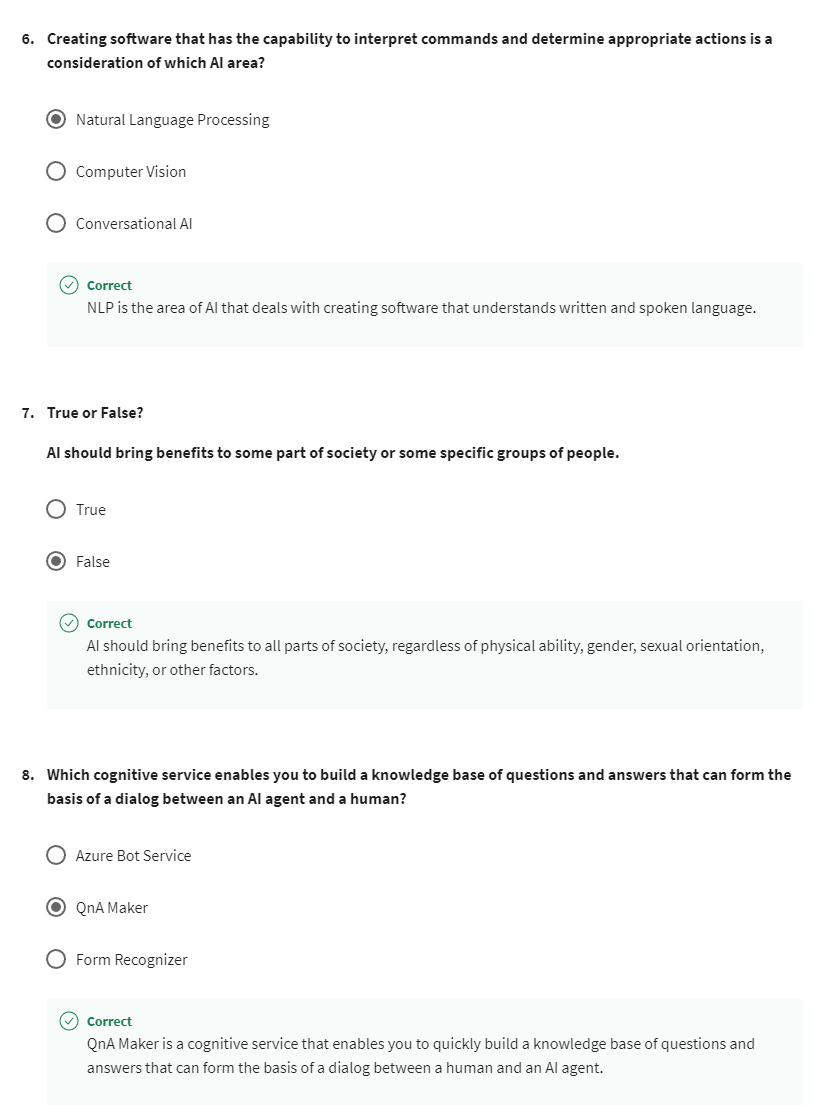 6. Creating software that has the capability to interpret commands and determine appropriate actions is a
consideration of which AI area?
Natural Language Processing
Computer Vision
Conversational AI
Correct
NLP is the area of AI that deals with creating software that understands written and spoken language.
7. True or False?
AI should bring benefits to some part of society or some specific groups of people.
True
False
Correct
AI should bring benefits to all parts of society, regardless of physical ability, gender, sexual orientation,
ethnicity, or other factors.
8. Which cognitive service enables you to build a knowledge base of questions and answers that can form the
basis of a dialog between an AI agent and a human?
Azure Bot Service
QnA Maker
Form Recognizer
Correct
QnA Maker is a cognitive service that enables you to quickly build a knowledge base of questions and
answers that can form the basis of a dialog between a human and an AI agent.